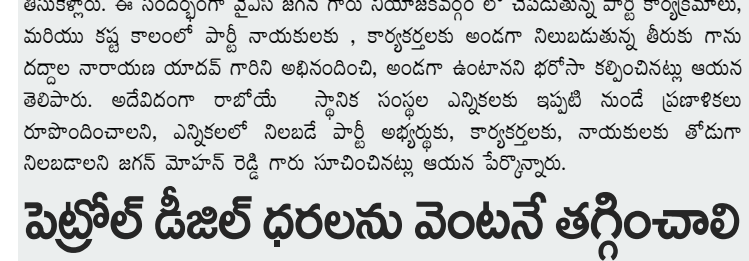 తీసుకెళ్లారు. ఈ సందర్భంగా వైఎస్ జగన్ గారు నియోజకవర్గం లో చేపడుతున్న పార్టీ కార్యక్రమాలు,
మరియు కష్ట కాలంలో పార్టీ నాయకులకు , కార్యకర్తలకు అండగా నిలుబడుతున్న తీరుకు గాను
దద్దాల నారాయణ యాదవ్ గారిని అభినందించి, అండగా ఉంటానని భరోసా కల్పించినట్లు ఆయన
తెలిపారు. అదేవిదంగా రాబోయే స్థానిక సంస్థల ఎన్నికలకు ఇప్పటి నుండే ప్రణాళికలు
రూపొందించాలని, ఎన్నికలలో నిలబడే పార్టీ అభ్యర్థుకు, కార్యకర్తలకు, నాయకులకు తోడుగా
నిలబడాలని జగన్ మోహన్ రెడ్డి గారు సూచించినట్లు ఆయన పేర్కొన్నారు.
పెట్రోల్ డీజిల్ ధరలను వెంటనే తగ్గించాలి